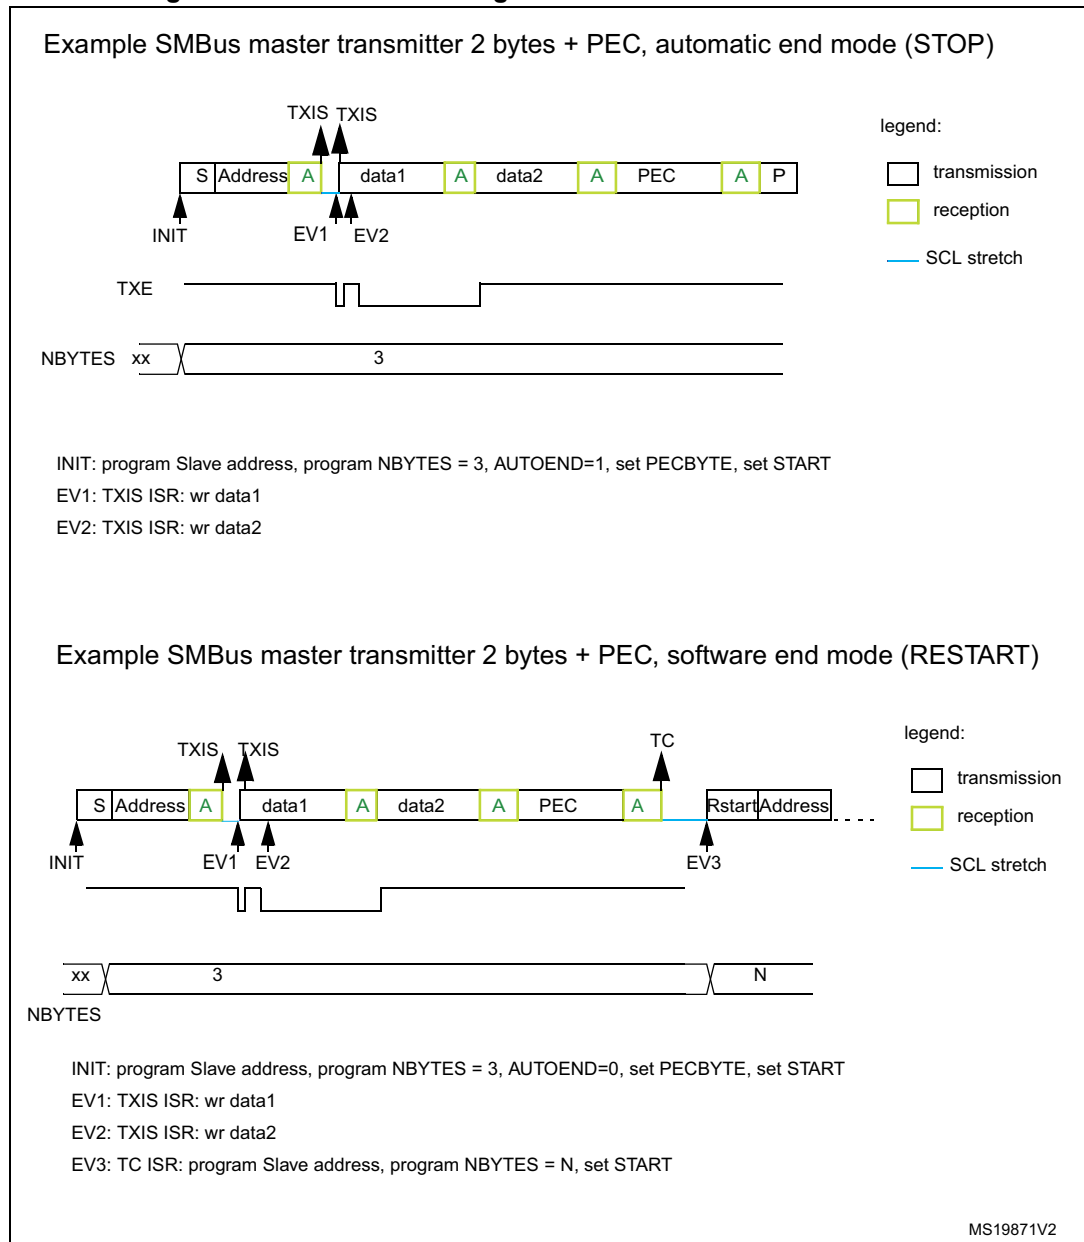 Example SMBus master transmitter 2 bytes + PEC, automatic end mode (STOP)
TXIS TXIS
legend:
S Address A data1 A data2 A PEC A P
transmission
reception
INIT EV1 EV2
SCL stretch
TXE
NBYTES xx 3
INIT: program Slave address, program NBYTES = 3, AUTOEND=1, set PECBYTE, set START
EV1: TXIS ISR: wr data1
EV2: TXIS ISR: wr data2
Example SMBus master transmitter 2 bytes + PEC, software end mode (RESTART)
TXIS TXIS TC
legend:
transmission
S Address A data1 A data2 A PEC A Rstart Address
reception
INIT EV1 EV2 EV3
SCL stretch
xx 3 N
NBYTES
INIT: program Slave address, program NBYTES = 3, AUTOEND=0, set PECBYTE, set START
EV1: TXIS ISR: wr data1
EV2: TXIS ISR: wr data2
EV3: TC ISR: program Slave address, program NBYTES = N, set START
MS19871V2